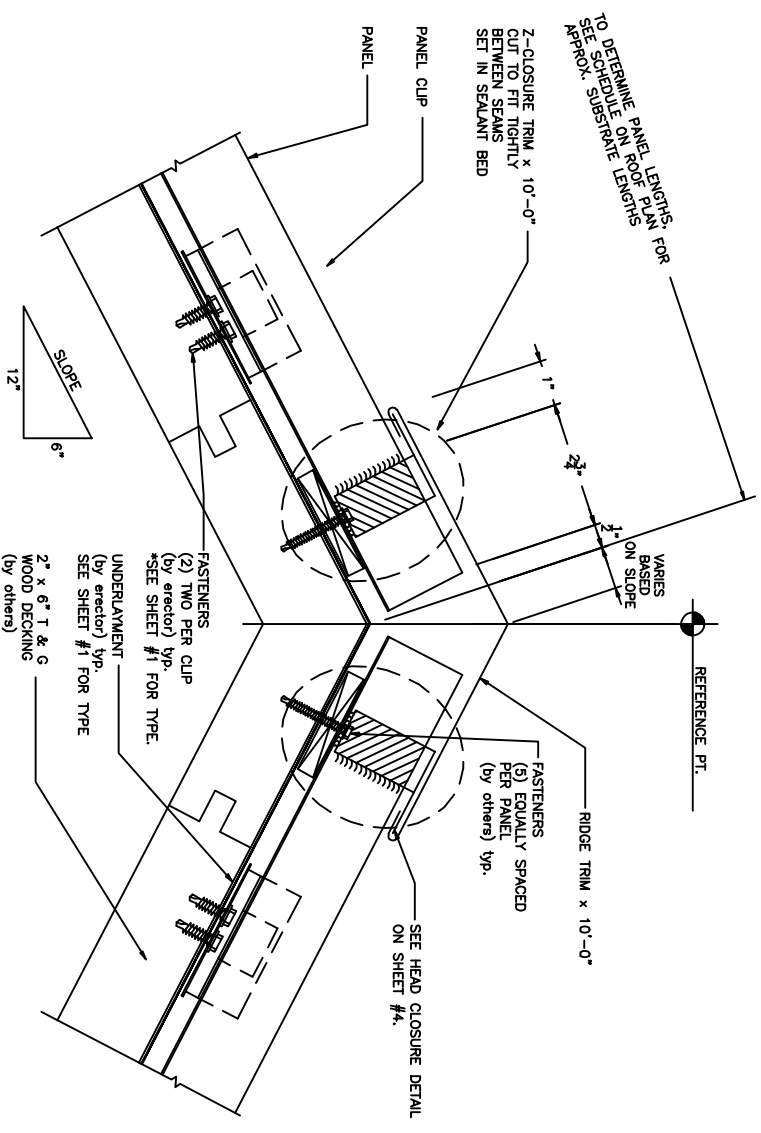 TO DETERMINE PANEL LENGTHS,
SEE SCHEDULE ON ROOF PLAN FOR
APPROX. SUBSTRATE LENGTHS
Z-CLOSURE TRIM x 10'-0"
CUT TO FIT TIGHTLY
BETWEEN SEAMS
SET IN SEALANT BED
PANEL CLIP
PANEL
1"
2 3/4"
1/2"
VARIES
BASED
ON SLOPE
REFERENCE PT.
RIDGE TRIM x 10'-0"
FASTENERS
(5) EQUALLY SPACED
PER PANEL
(by others) typ.
SEE HEAD CLOSURE DETAIL
ON SHEET #4.
SLOPE
12"
6"
FASTENERS
(2) TWO PER CLIP
(by erector) typ.
*SEE SHEET #1 FOR TYPE.
UNDERLAYMENT
(by erector) typ.
SEE SHEET #1 FOR TYPE
2" x 6" T & G
WOOD DECKING
(by others)